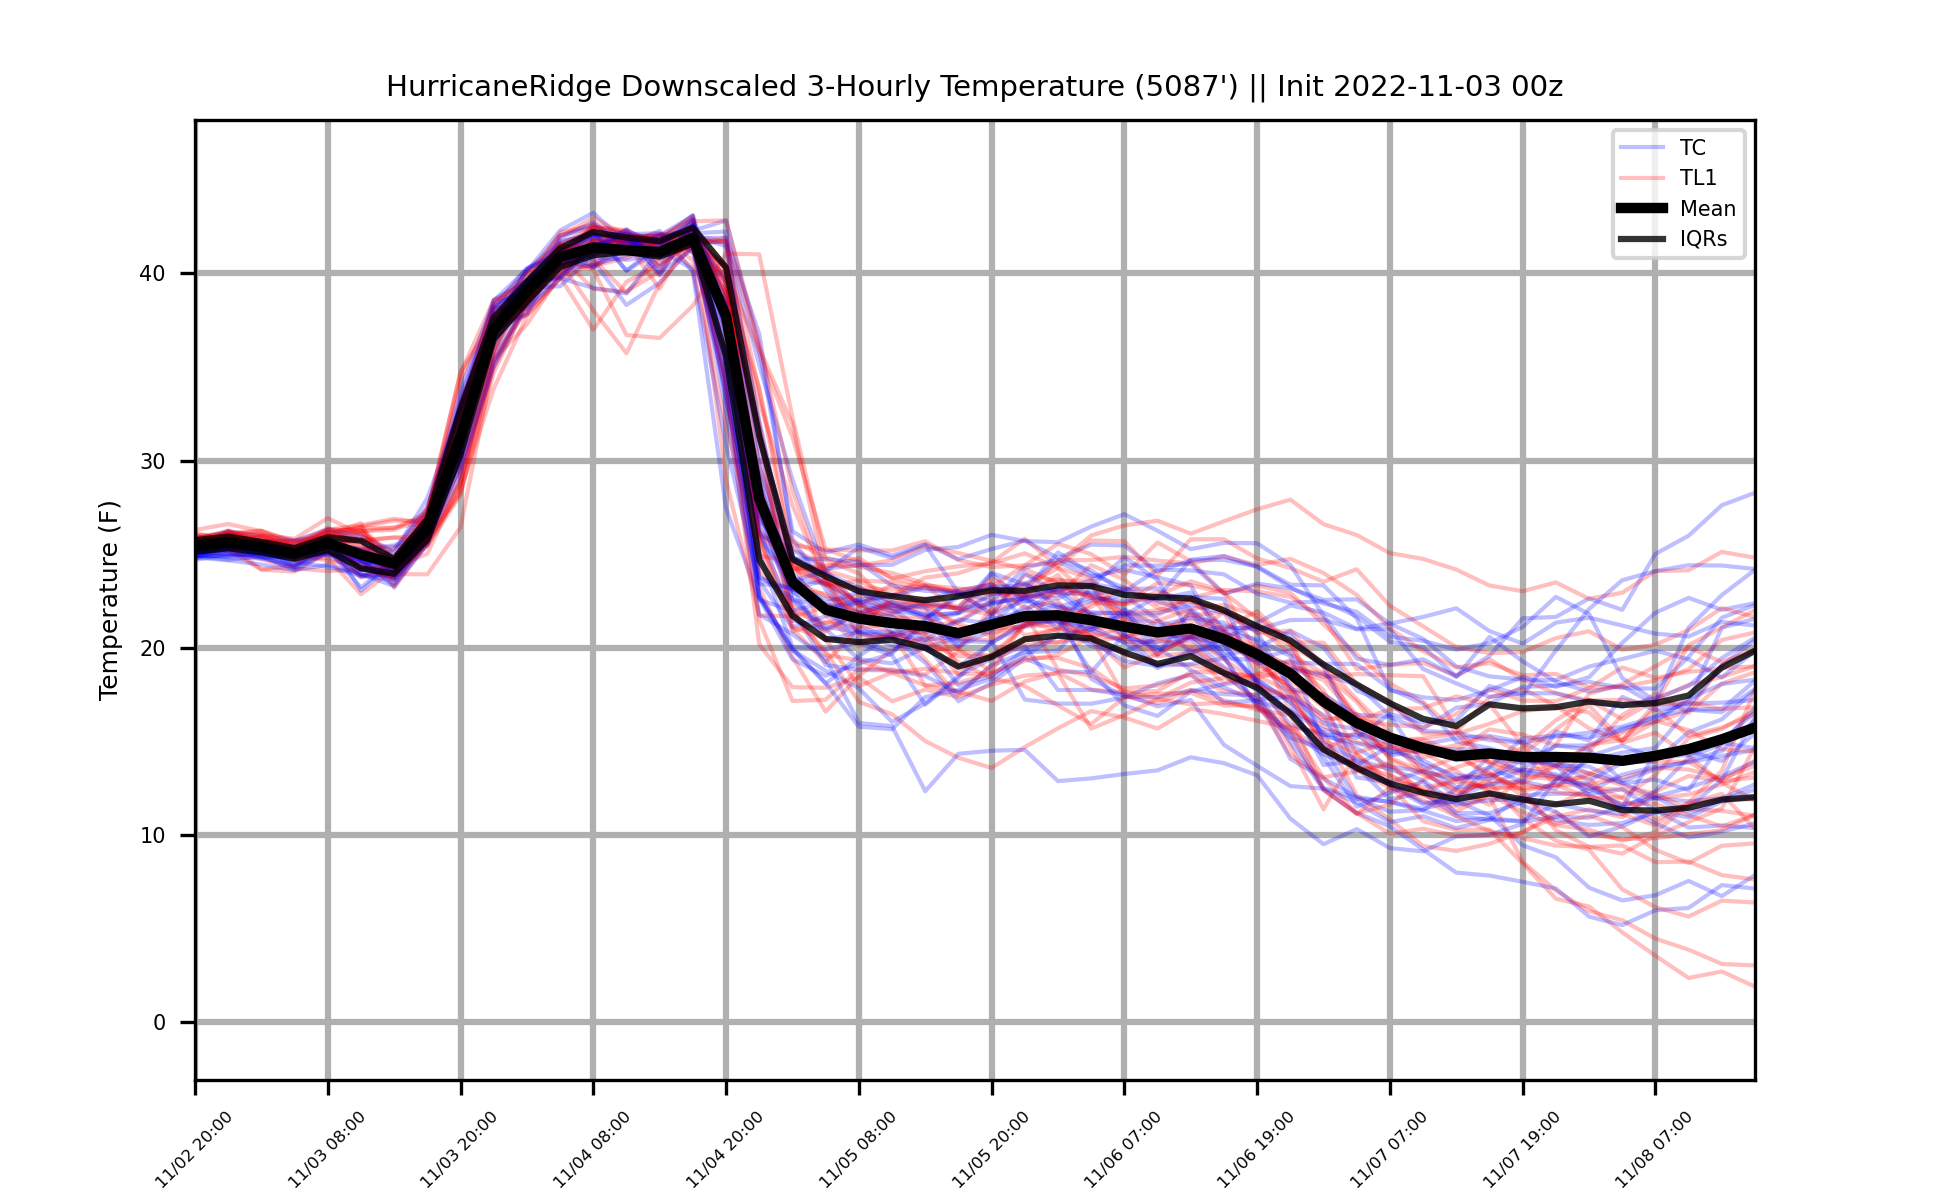 HurricaneRidge Downscaled 3-Hourly Temperature (5087') || Init 2022-11-03 00z
TC
TL1
Mean
IQRs
Temperature (F)
40
30
20
10
0
11/02 20:00
11/03 08:00
11/03 20:00
11/04 08:00
11/04 20:00
11/05 08:00
11/05 20:00
11/06 07:00
11/06 19:00
11/07 07:00
11/07 19:00
11/08 07:00